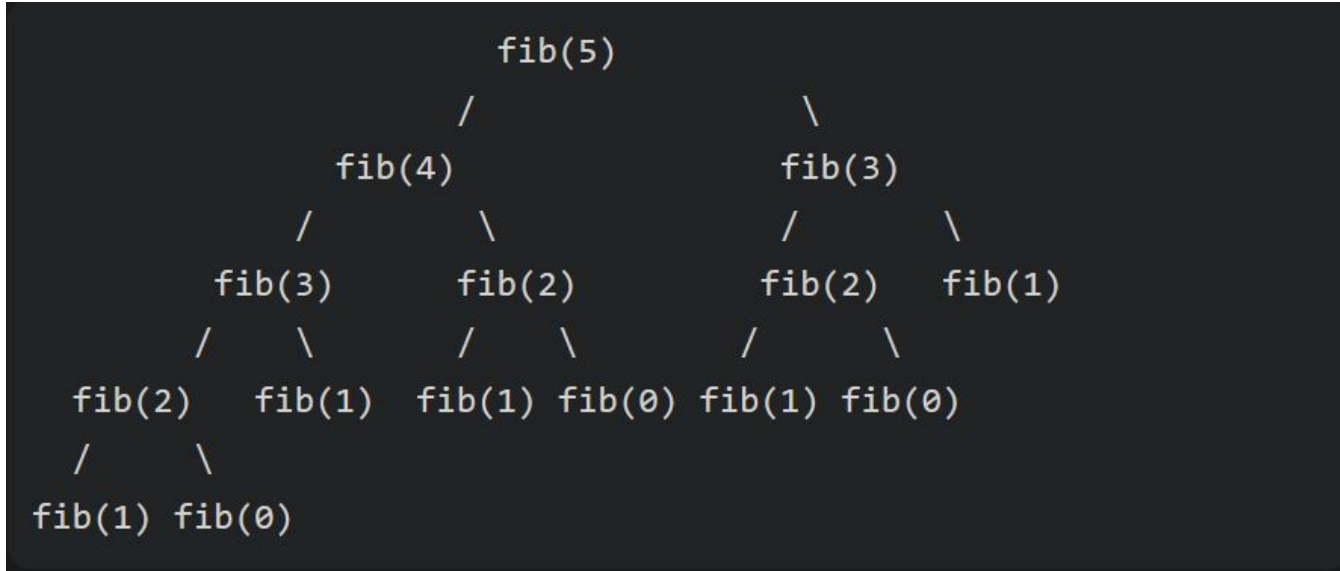 fib(5)
/ \
fib(4) fib(3)
/ \ / \
fib(3) fib(2) fib(2) fib(1)
/ \ / \ / \
fib(2) fib(1) fib(1) fib(0) fib(1) fib(0)
/ \
fib(1) fib(0)